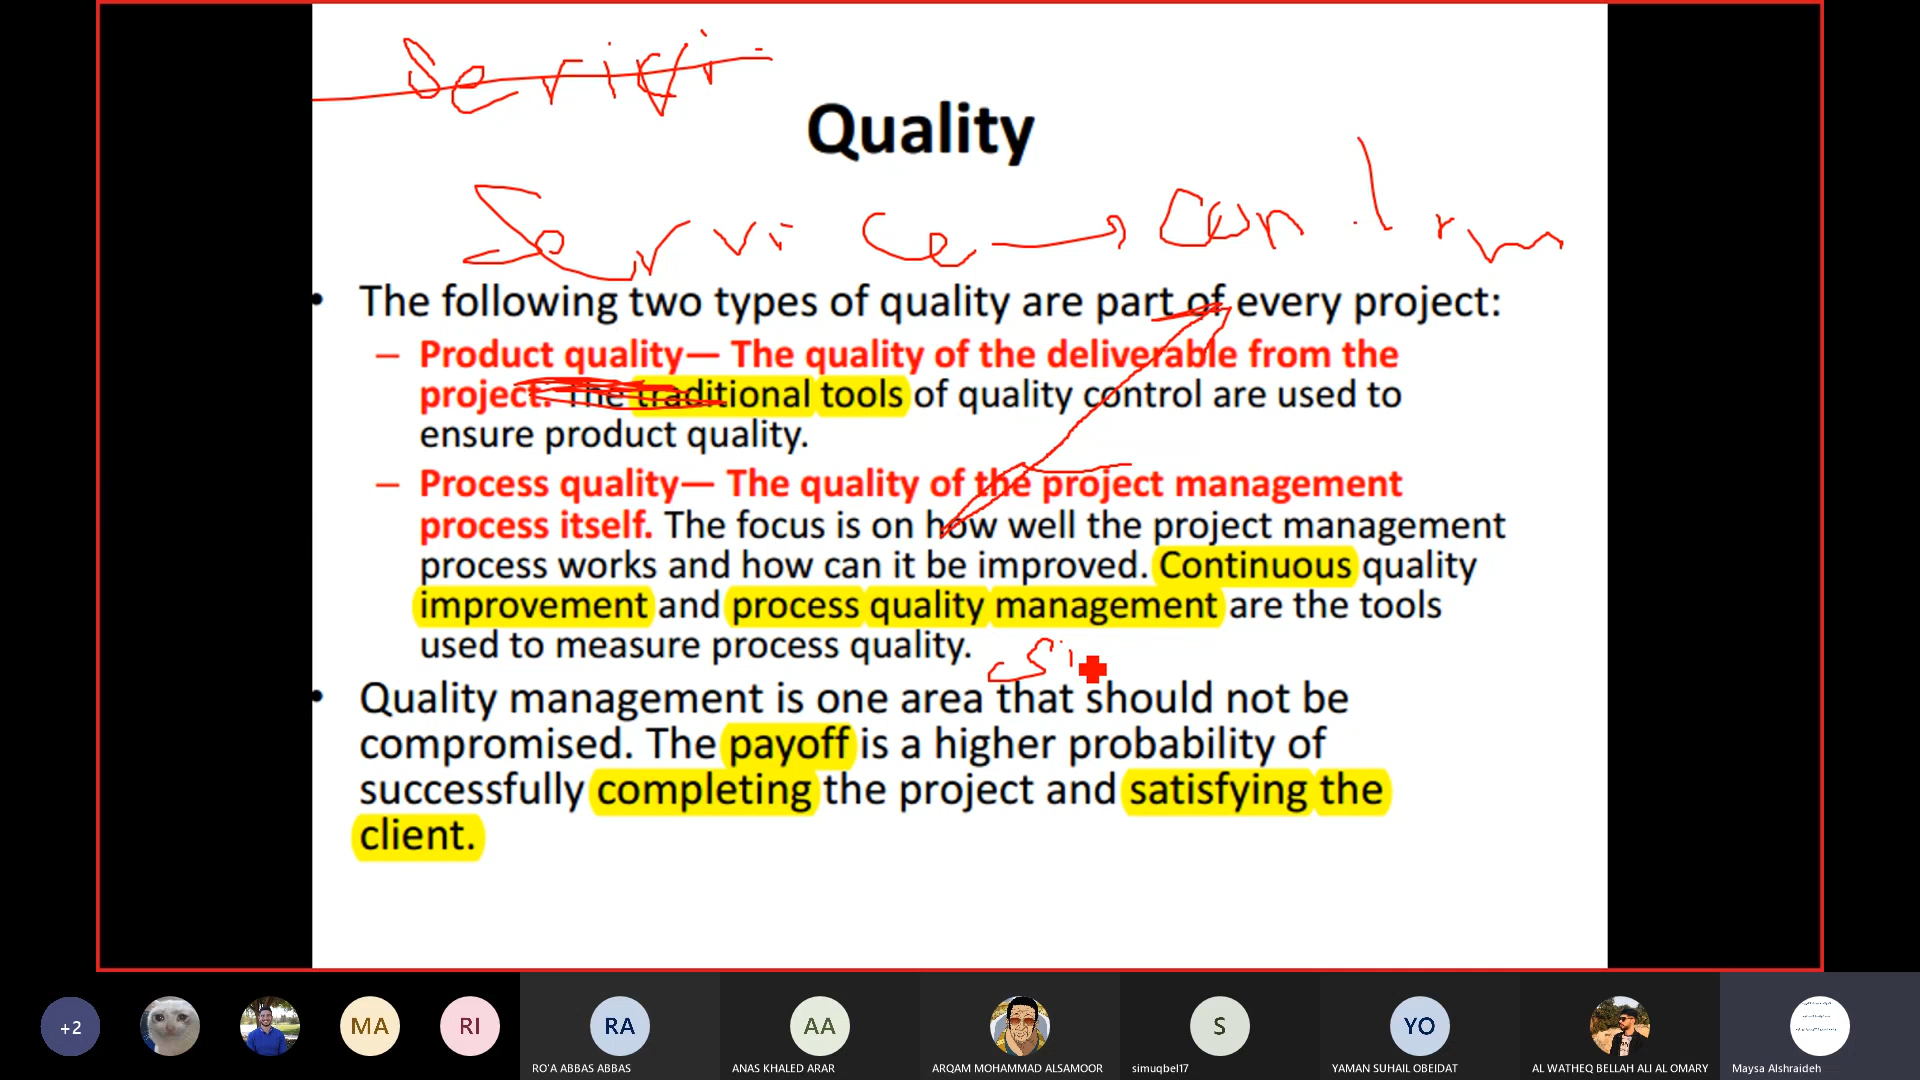 Quality
Service
• The following two types of quality are part of every project:
– Product quality— The quality of the deliverable from the
project. The traditional tools of quality control are used to
ensure product quality.
– Process quality— The quality of the project management
process itself. The focus is on how well the project management
process works and how can it be improved. Continuous quality
improvement and process quality management are the tools
used to measure process quality.
• Quality management is one area that should not be
compromised. The payoff is a higher probability of
successfully completing the project and satisfying the
client.
+2 MA RI RA AA S YO
RO'A ABBAS ABBAS ANAS KHALED ARAR ARQAM MOHAMMAD ALSAMOOR simuqbel17 YAMAN SUHAIL OBEIDAT AL WATHEQ BELLAH ALI AL OMARY Maysa Alshraideh